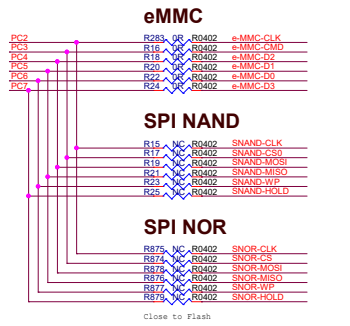 eMMC
PC2 R283 0R R0402 e-MMC-CLK
PC3 R16 0R R0402 e-MMC-CMD
PC4 R18 0R R0402 e-MMC-D2
PC5 R20 0R R0402 e-MMC-D1
PC6 R22 0R R0402 e-MMC-D0
PC7 R24 0R R0402 e-MMC-D3
SPI NAND
R15 NC R0402 SNAND-CLK
R17 NC R0402 SNAND-CS0
R19 NC R0402 SNAND-MOSI
R21 NC R0402 SNAND-MISO
R23 NC R0402 SNAND-WP
R25 NC R0402 SNAND-HOLD
SPI NOR
R875 NC R0402 SNOR-CLK
R874 NC R0402 SNOR-CS
R878 NC R0402 SNOR-MOSI
R876 NC R0402 SNOR-MISO
R877 NC R0402 SNOR-WP
R879 NC R0402 SNOR-HOLD
Close to Flash